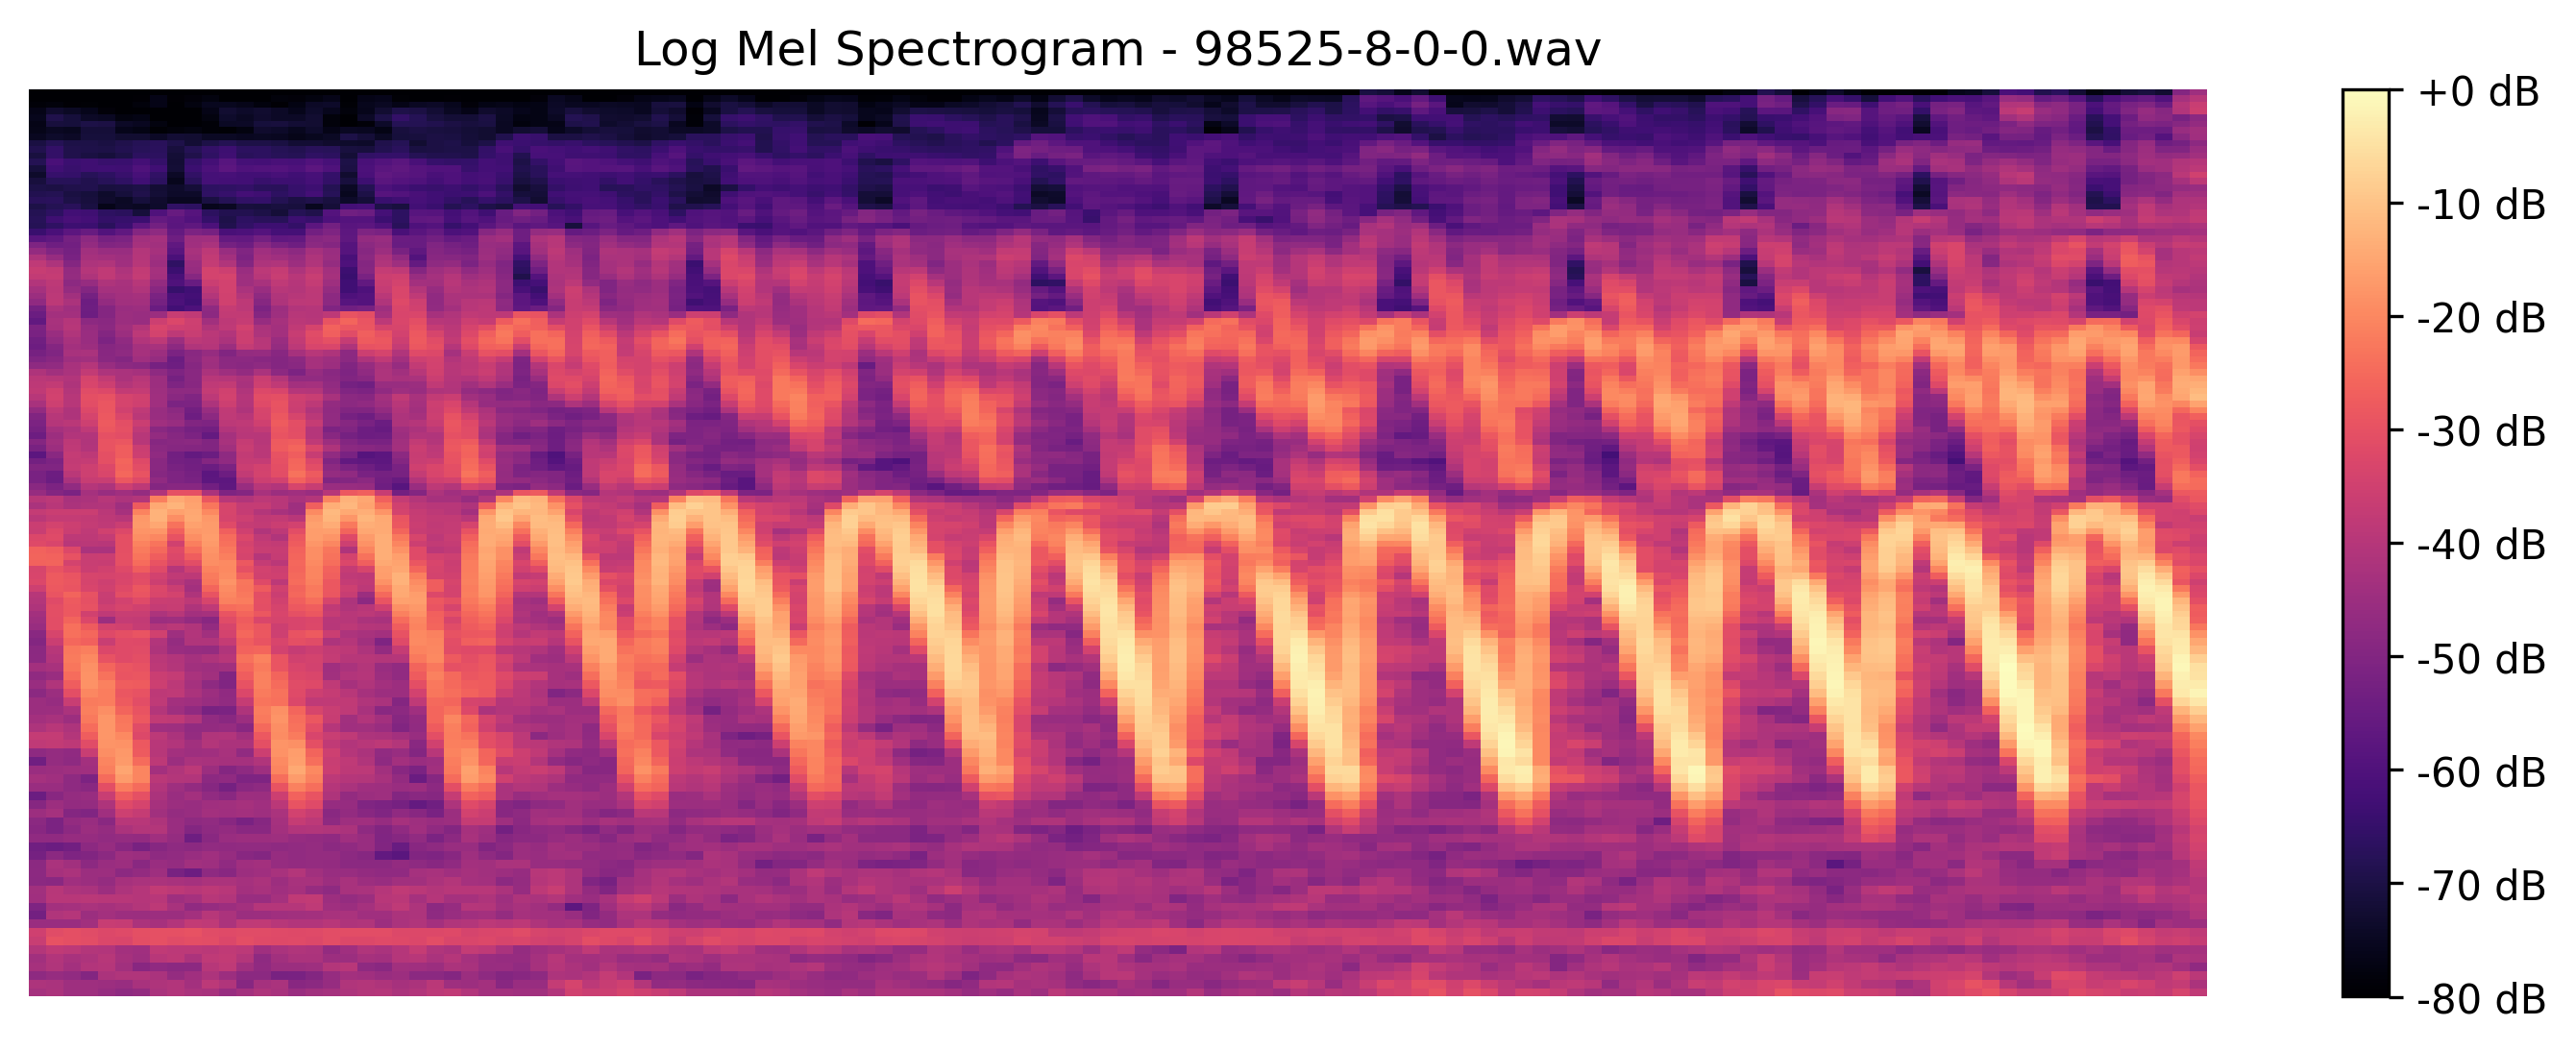 Log Mel Spectrogram - 98525-8-0-0.wav
+0 dB
-10 dB
-20 dB
-30 dB
-40 dB
-50 dB
-60 dB
-70 dB
-80 dB